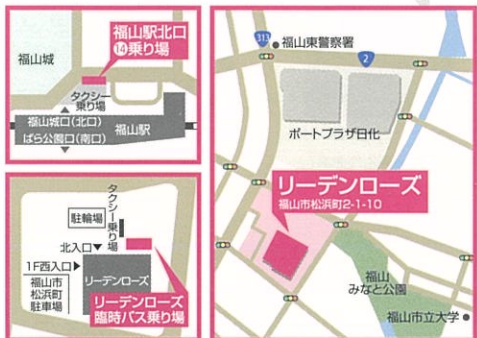 福山駅北口
⑭乗り場
福山城
タクシー
乗り場
福山城口(北口)
ばら公園口(南口)
福山駅
タクシー乗り場
駐輪場
北入口▼
1F西入口▶
福山市
松浜町
駐車場
リーデンローズ
リーデンローズ
臨時バス乗り場
313
福山東警察署
2
ポートプラザ日化
リーデンローズ
福山市松浜町2-1-10
福山
みなと公園
福山市立大学